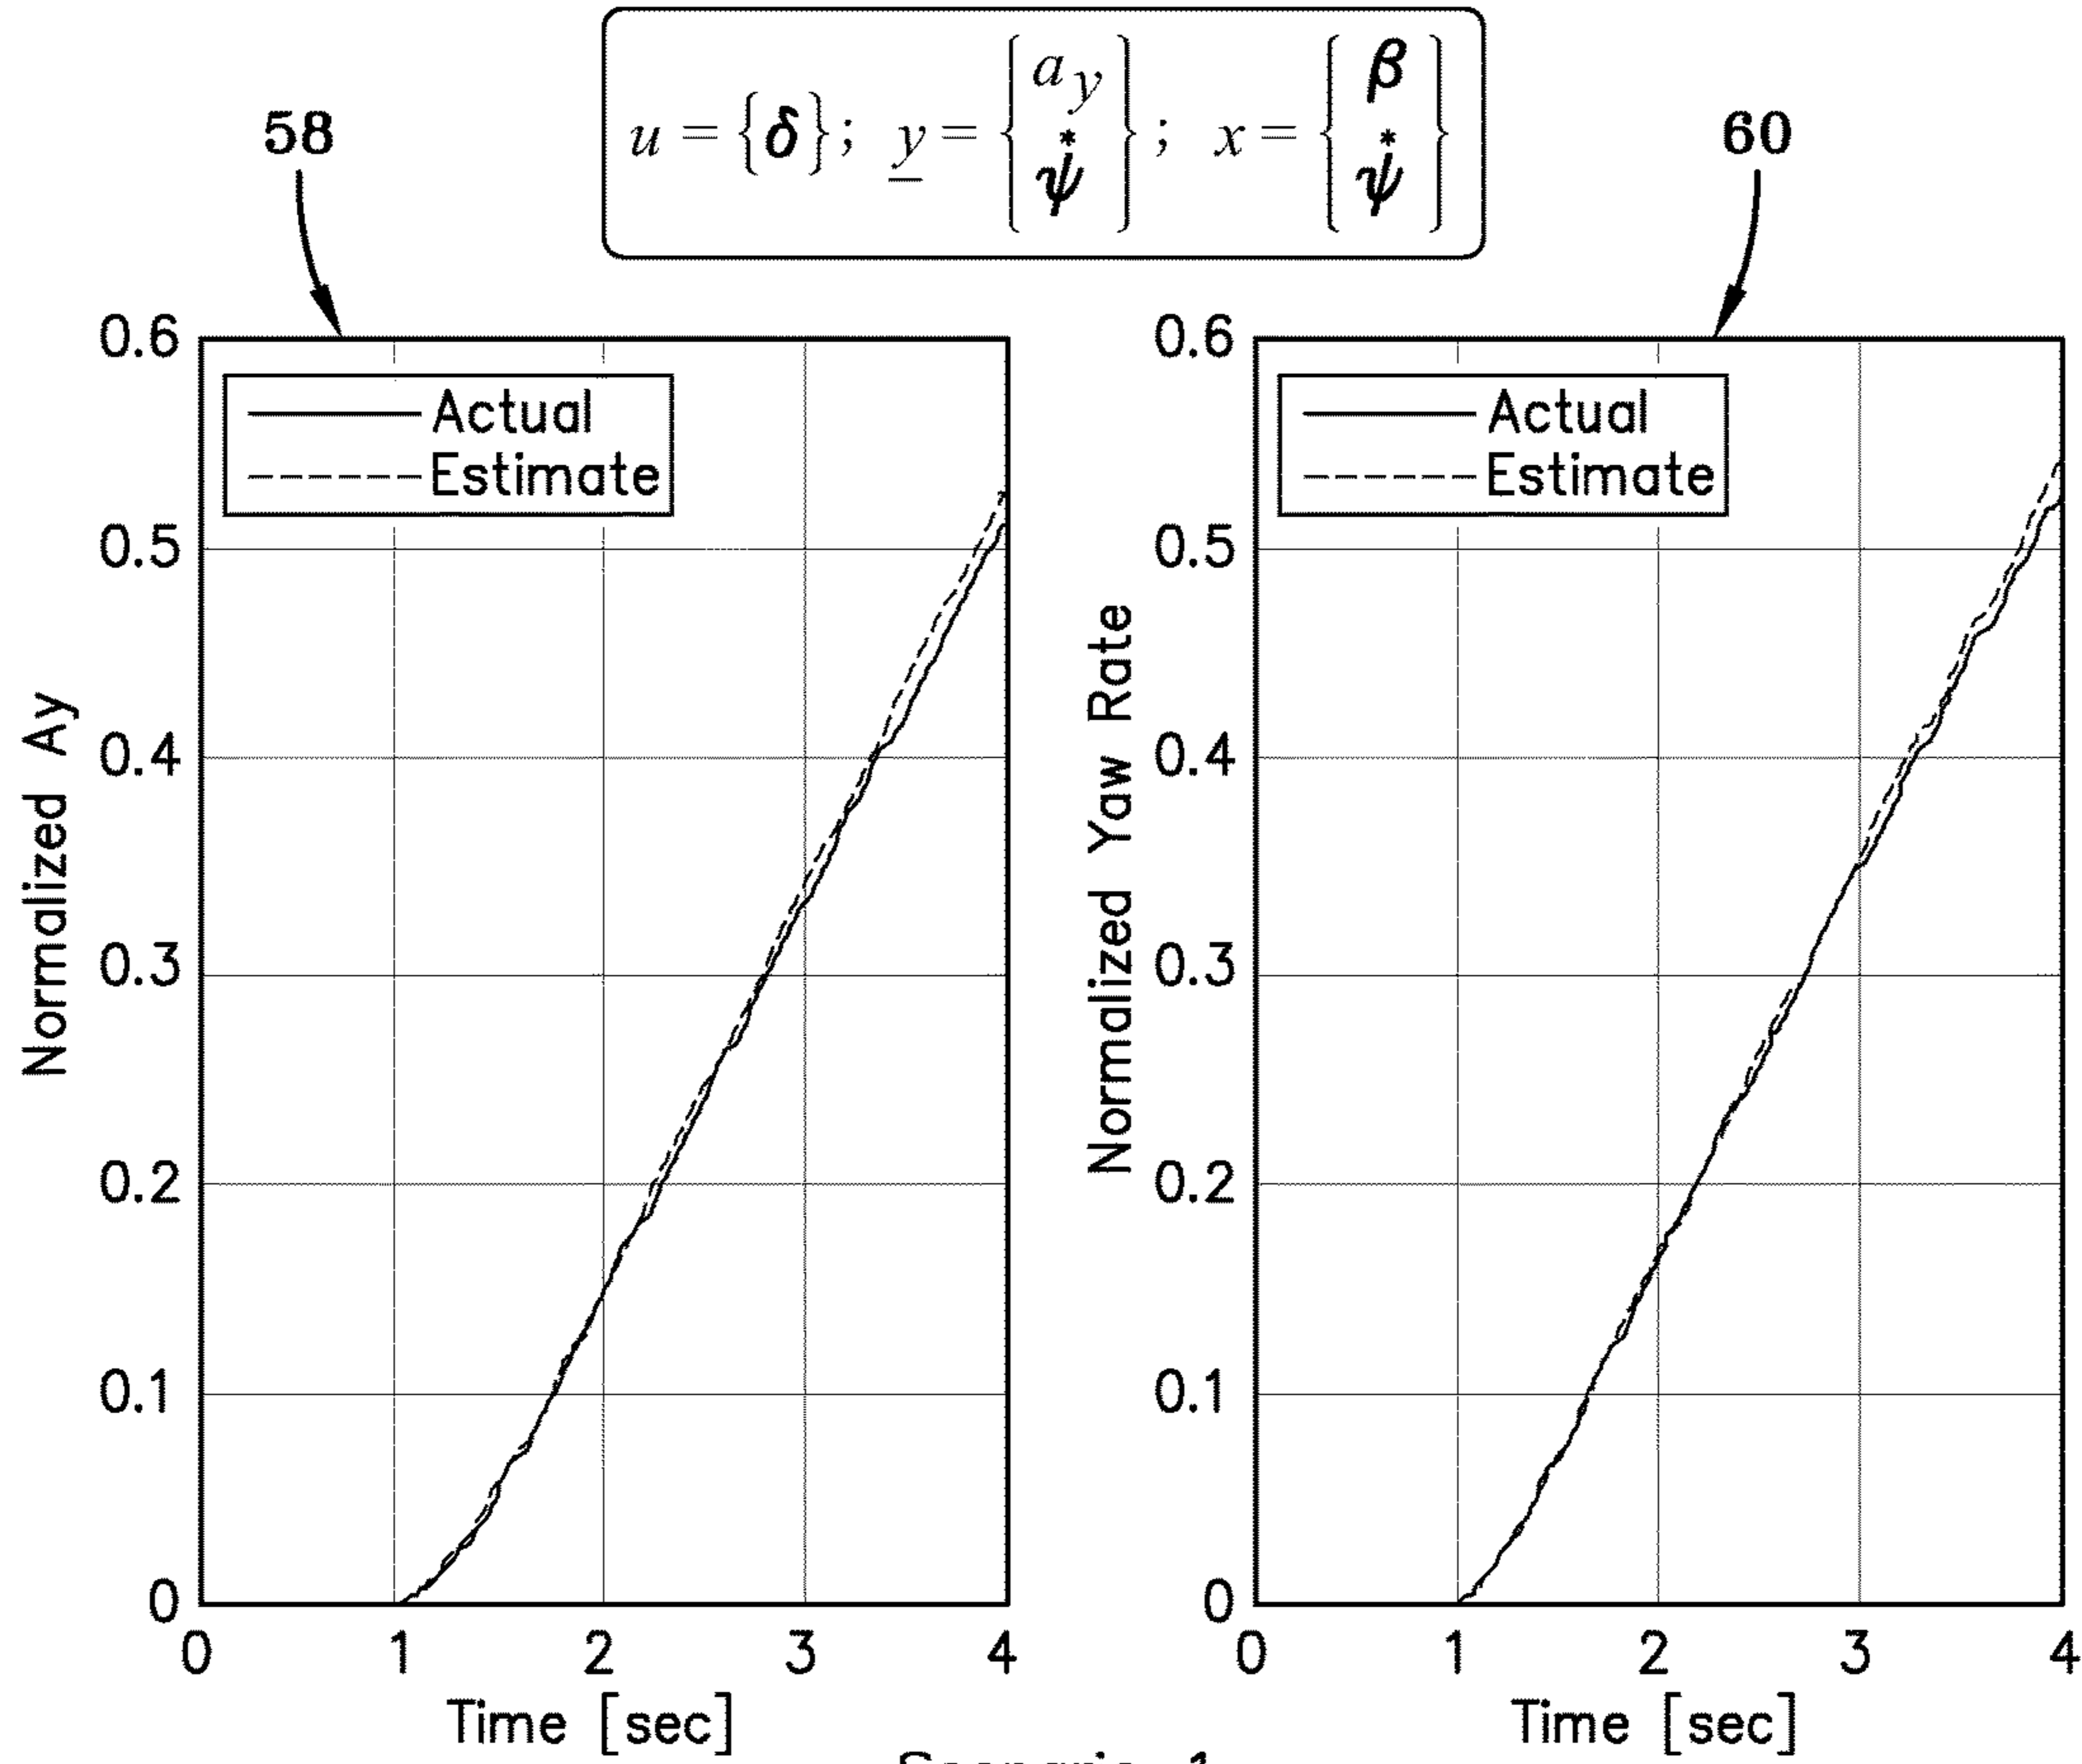 u = {δ}; y = {a_y ψ̇*}; x = {β ψ̇*}
58
60
0.6
0.5
0.4
0.3
0.2
0.1
0
Actual
Estimate
Normalized Ay
0 1 2 3 4
Time [sec]
0.6
0.5
0.4
0.3
0.2
0.1
0
Actual
Estimate
Normalized Yaw Rate
0 1 2 3 4
Time [sec]
Scenario 1